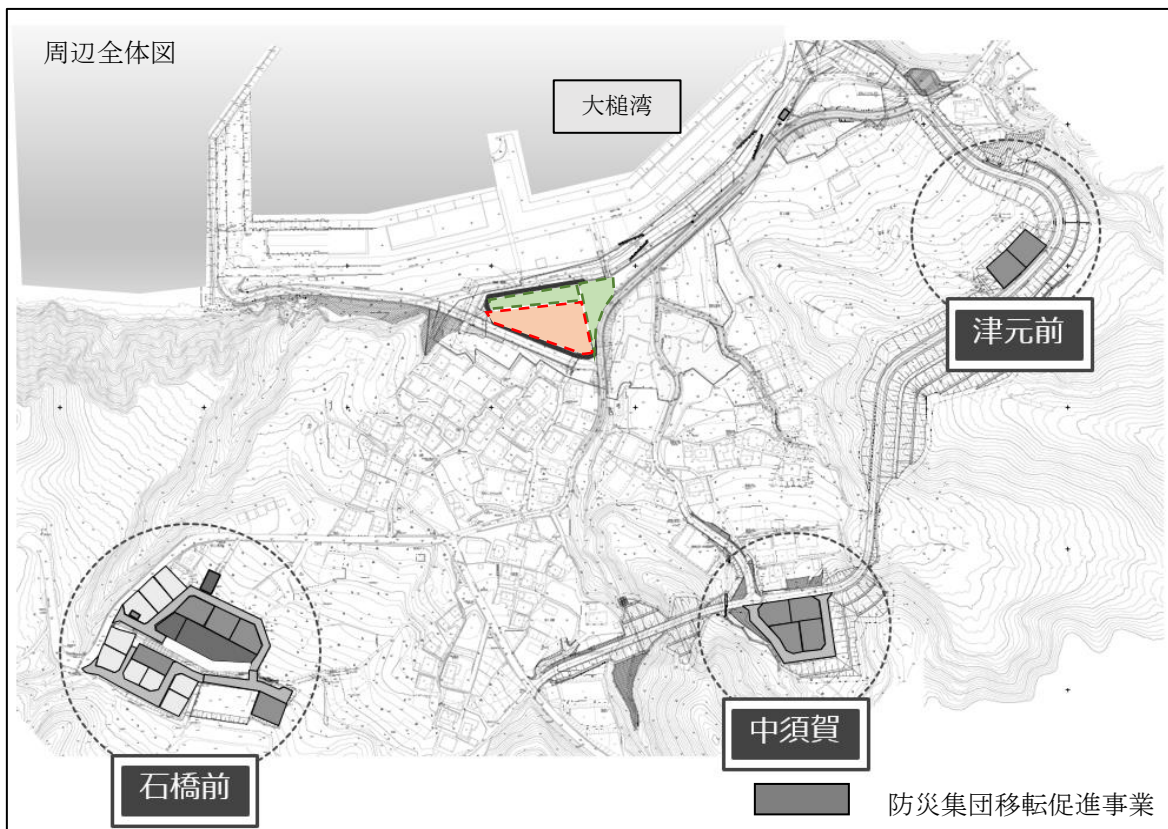 周辺全体図
大槌湾
津元前
中須賀
石橋前
防災集団移転促進事業